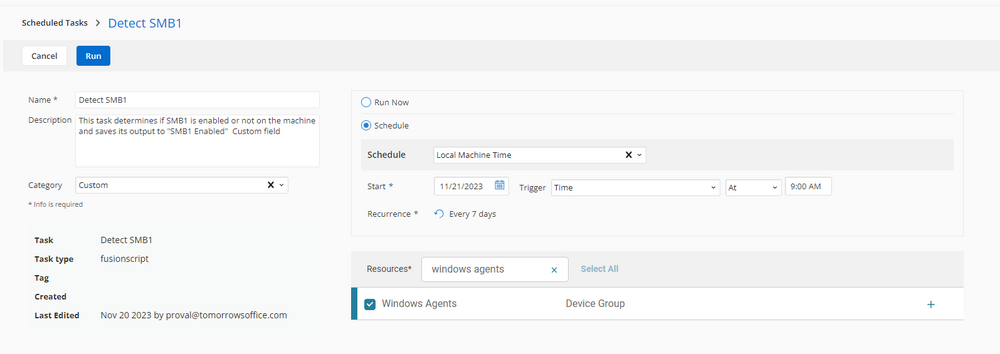 Scheduled Tasks > Detect SMB1
Cancel Run
Name * Detect SMB1
Description This task determines if SMB1 is enabled or not on the machine
and saves its output to "SMB1 Enabled" Custom field
Category Custom
* Info is required
Task Detect SMB1
Task type fusionscript
Tag
Created
Last Edited Nov 20 2023 by proval@tomorrowsoffice.com
Run Now
Schedule
Schedule Local Machine Time
Start * 11/21/2023 Trigger Time At 9:00 AM
Recurrence * Every 7 days
Resources* windows agents Select All
Windows Agents Device Group